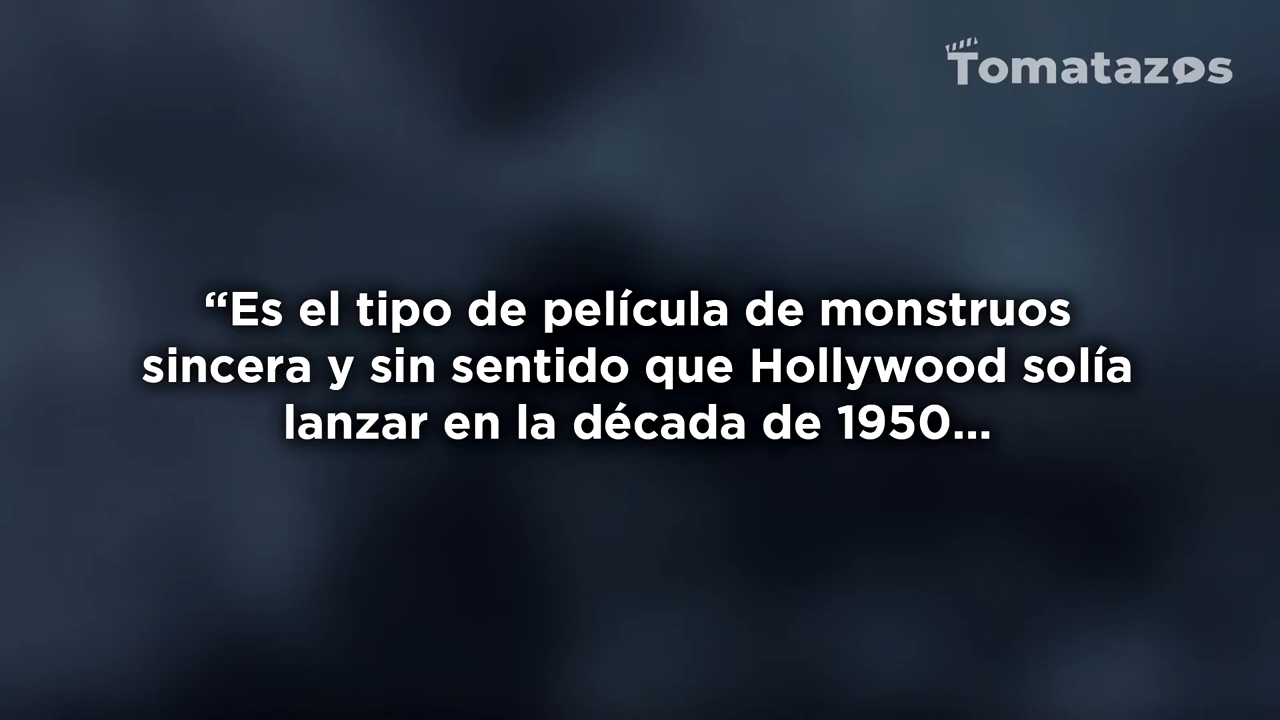 Tomatazos
“Es el tipo de película de monstruos
sincera y sin sentido que Hollywood solía
lanzar en la década de 1950...